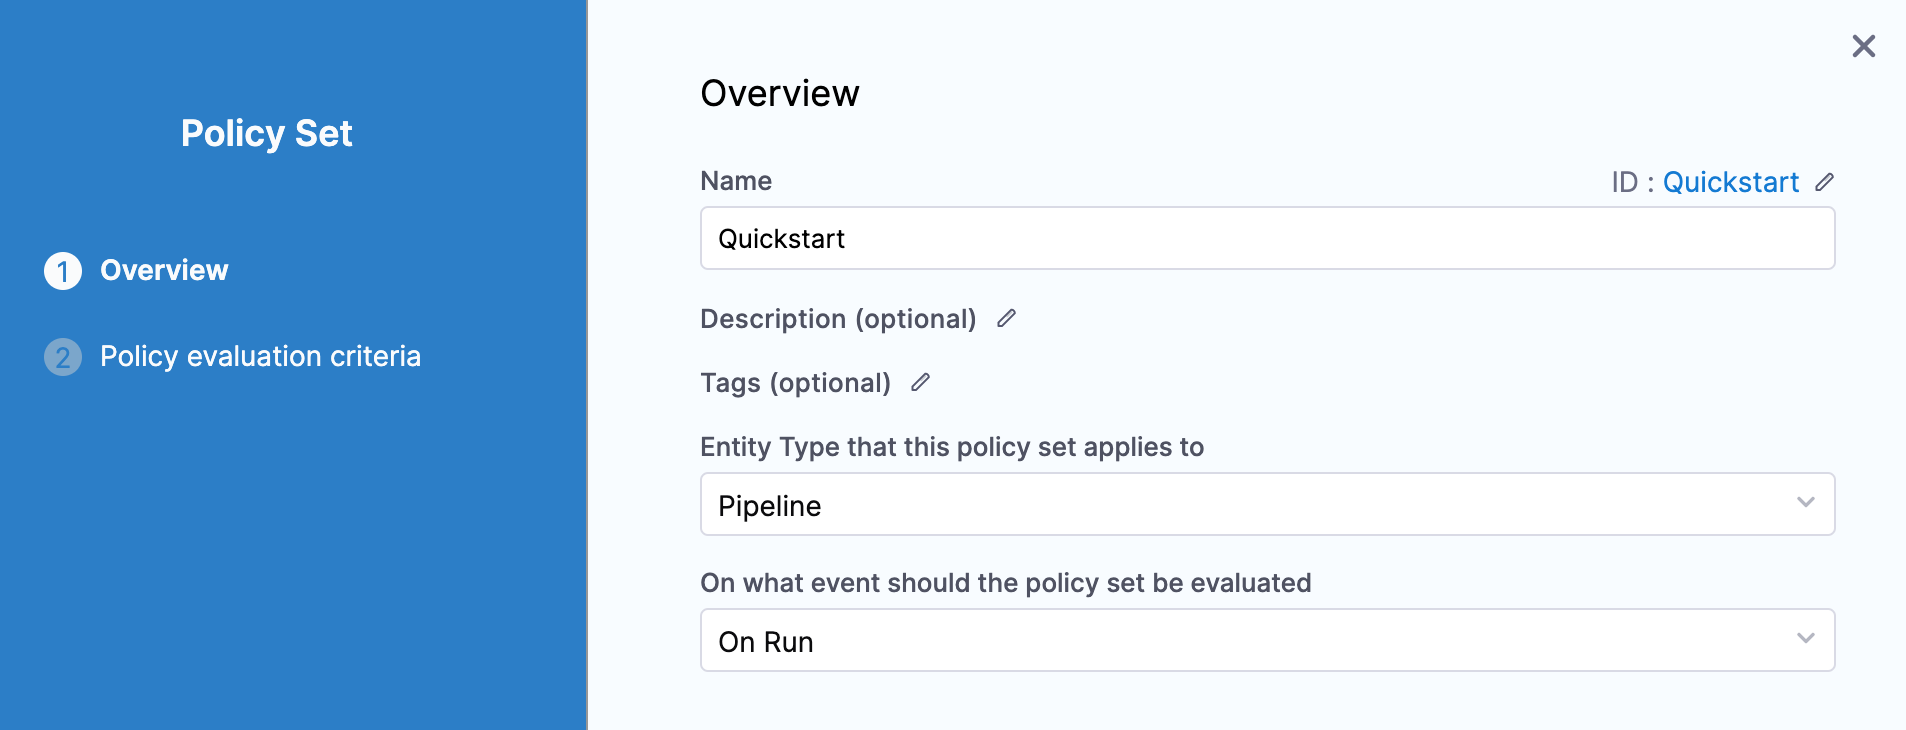 Policy Set
1 Overview
2 Policy evaluation criteria
Overview
Name
ID : Quickstart
Quickstart
Description (optional)
Tags (optional)
Entity Type that this policy set applies to
Pipeline
On what event should the policy set be evaluated
On Run